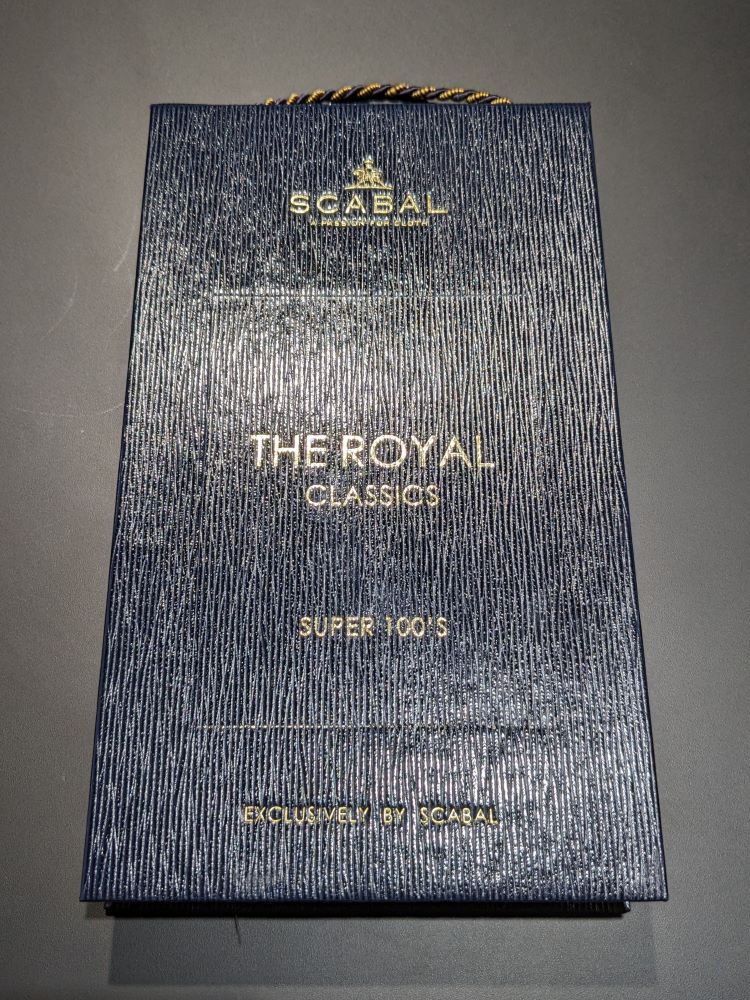 SCABAL
A PASSION FOR CLOTH
THE ROYAL
CLASSICS
SUPER 100'S
EXCLUSIVELY BY SCABAL